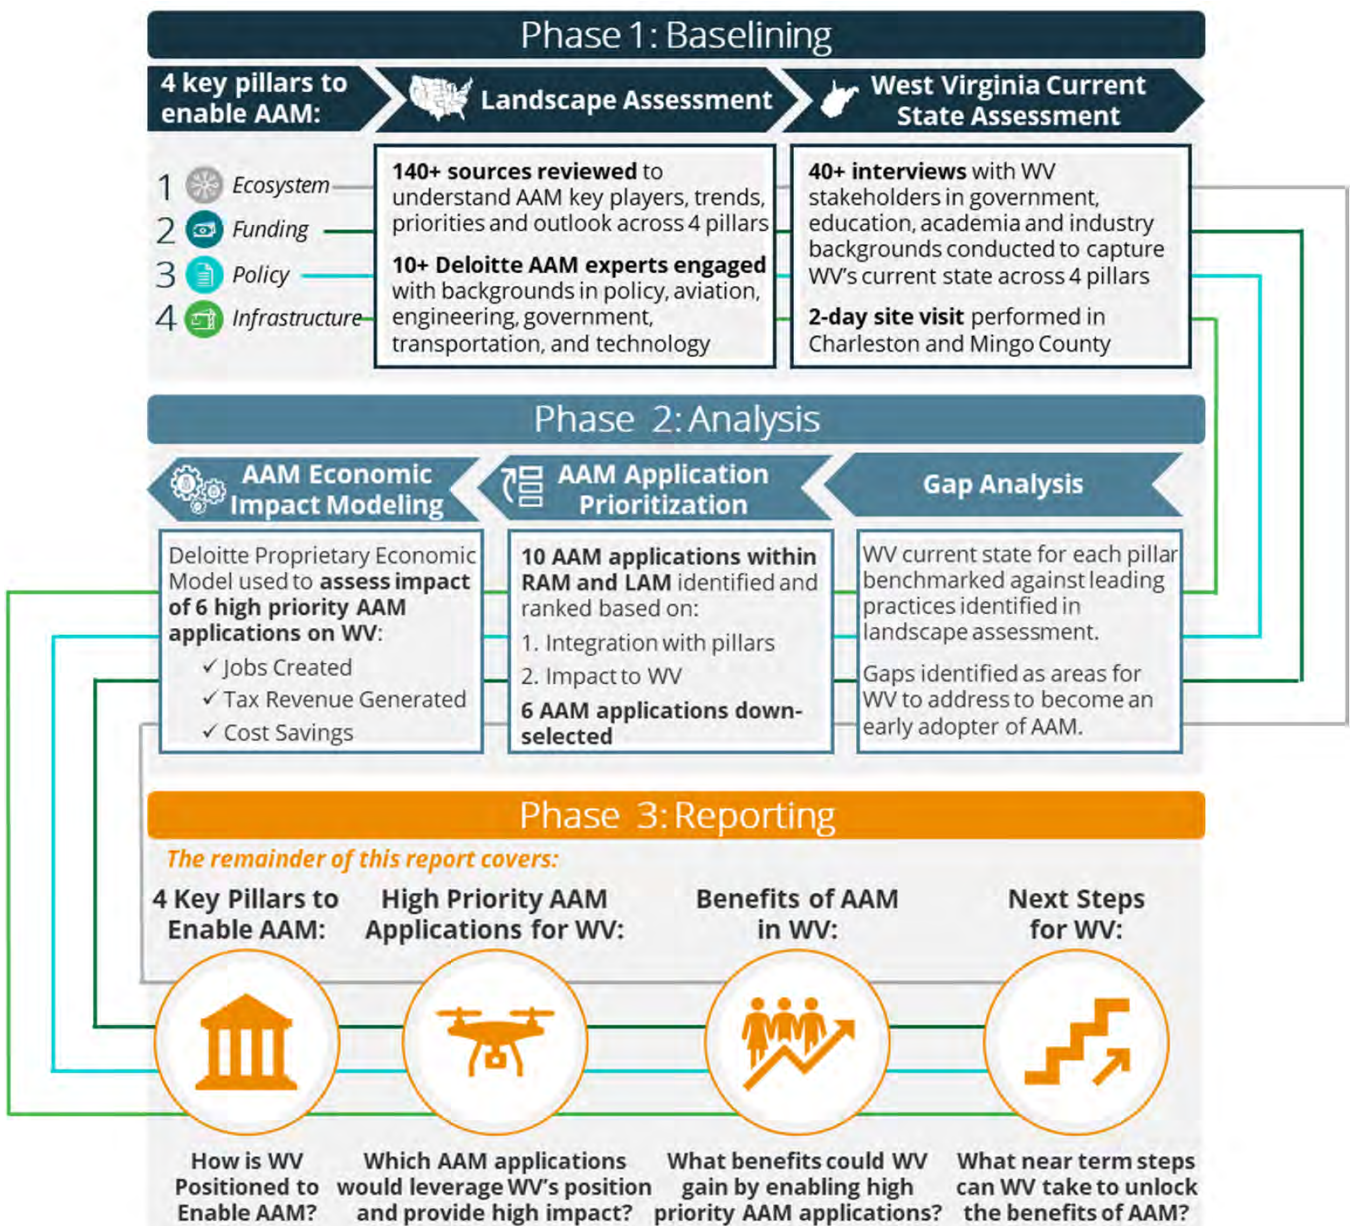 Phase 1: Baselining
4 key pillars to
enable AAM:
Landscape Assessment
West Virginia Current
State Assessment
1 Ecosystem
2 Funding
3 Policy
4 Infrastructure
140+ sources reviewed to
understand AAM key players, trends,
priorities and outlook across 4 pillars
10+ Deloitte AAM experts engaged
with backgrounds in policy, aviation,
engineering, government,
transportation, and technology
40+ interviews with WV
stakeholders in government,
education, academia and industry
backgrounds conducted to capture
WV's current state across 4 pillars
2-day site visit performed in
Charleston and Mingo County
Phase 2: Analysis
AAM Economic
Impact Modeling
AAM Application
Prioritization
Gap Analysis
Deloitte Proprietary Economic
Model used to assess impact
of 6 high priority AAM
applications on WV:
✓ Jobs Created
✓ Tax Revenue Generated
✓ Cost Savings
10 AAM applications within
RAM and LAM identified and
ranked based on:
1. Integration with pillars
2. Impact to WV
6 AAM applications down-
selected
WV current state for each pillar
benchmarked against leading
practices identified in
landscape assessment.
Gaps identified as areas for
WV to address to become an
early adopter of AAM.
Phase 3: Reporting
The remainder of this report covers:
4 Key Pillars to
Enable AAM:
High Priority AAM
Applications for WV:
Benefits of AAM
in WV:
Next Steps
for WV:
How is WV
Positioned to
Enable AAM?
Which AAM applications
would leverage WV's position
and provide high impact?
What benefits could WV
gain by enabling high
priority AAM applications?
What near term steps
can WV take to unlock
the benefits of AAM?